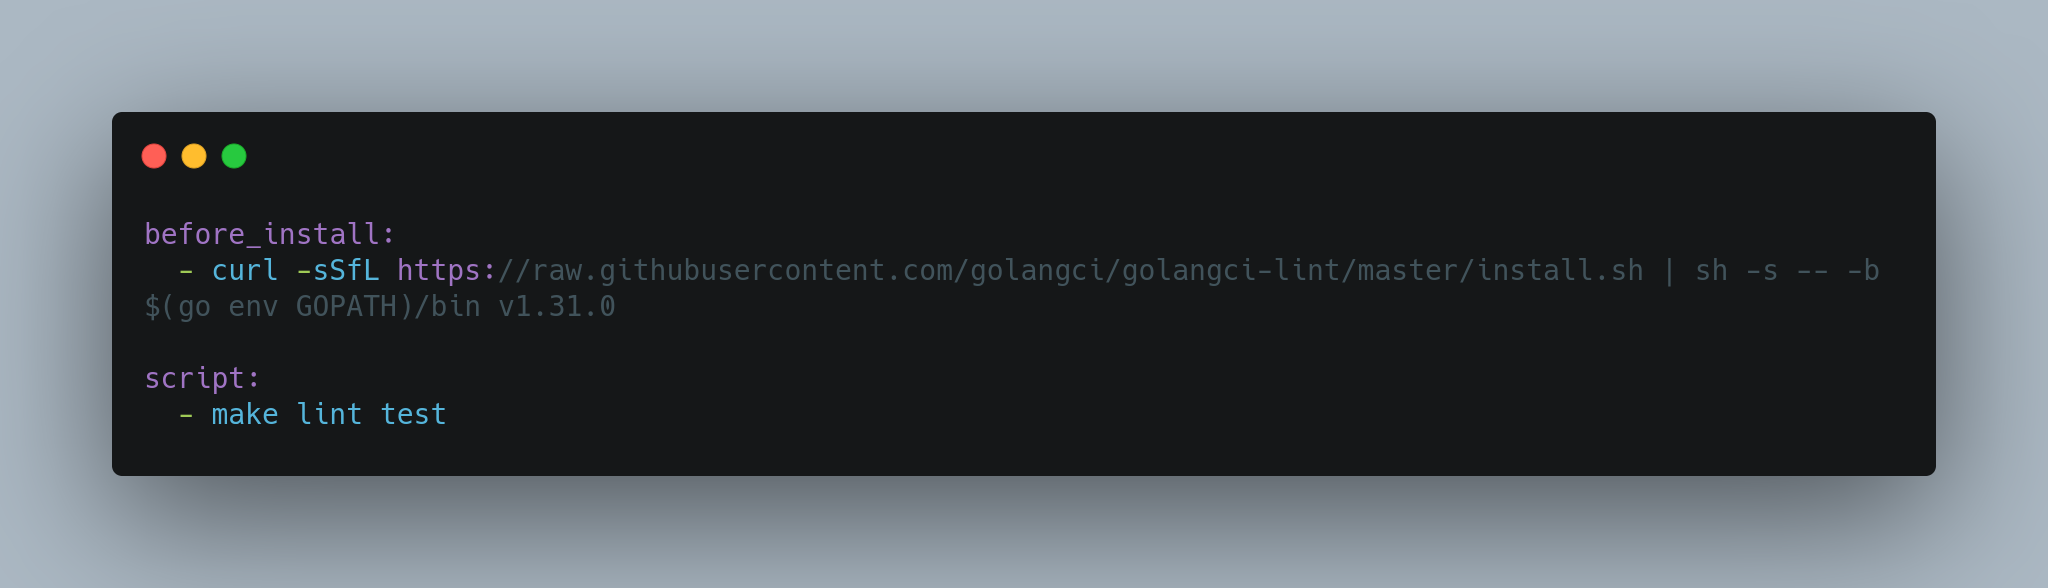 before_install:
  - curl -sSfL https://raw.githubusercontent.com/golangci/golangci-lint/master/install.sh | sh -s -- -b
$(go env GOPATH)/bin v1.31.0
script:
  - make lint test